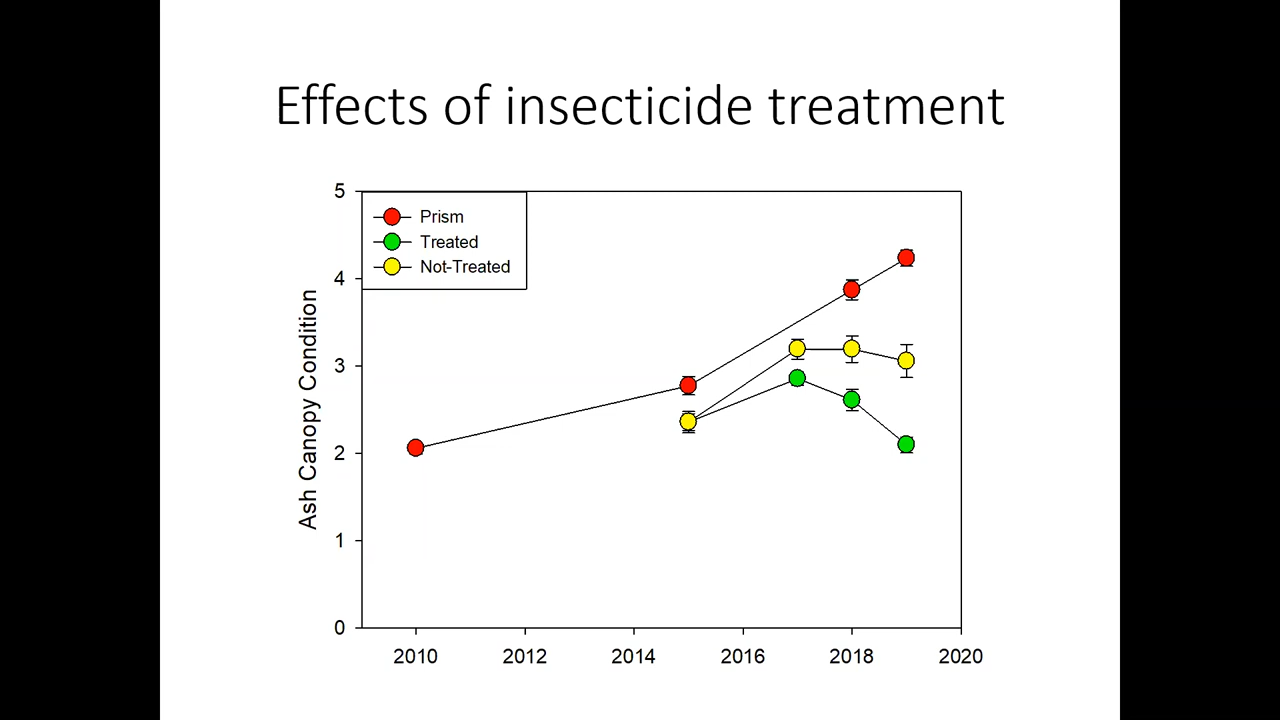 Effects of insecticide treatment
5
Prism
Treated
Not-Treated
4
3
2
1
0
Ash Canopy Condition
2010 2012 2014 2016 2018 2020